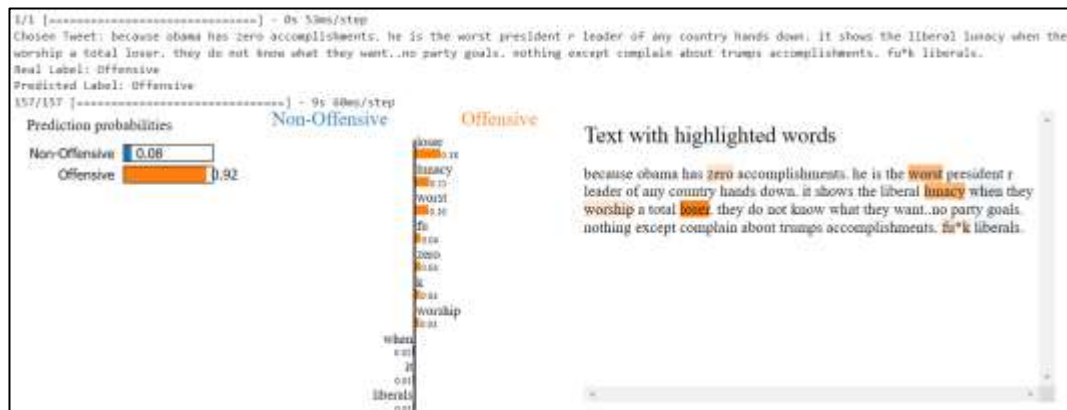 1/1 [==============================] - 0s 53ms/step
Chosen Tweet: because obama has zero accomplishments. he is the worst president r leader of any country hands down. it shows the liberal lunacy when the
worship a total loser. they do not know what they want..no party goals. nothing except complain about trumps accomplishments. fu*k liberals.
Real Label: Offensive
Predicted Label: Offensive
157/157 [==============================] - 9s 60ms/step
Prediction probabilities
Non-Offensive 0.08
Offensive 0.92
Non-Offensive Offensive
loser
lunacy
worst
fu
zero
k
worship
when
it
liberals
Text with highlighted words
because obama has zero accomplishments. he is the worst president r
leader of any country hands down. it shows the liberal lunacy when they
worship a total loser. they do not know what they want..no party goals.
nothing except complain about trumps accomplishments. fu*k liberals.